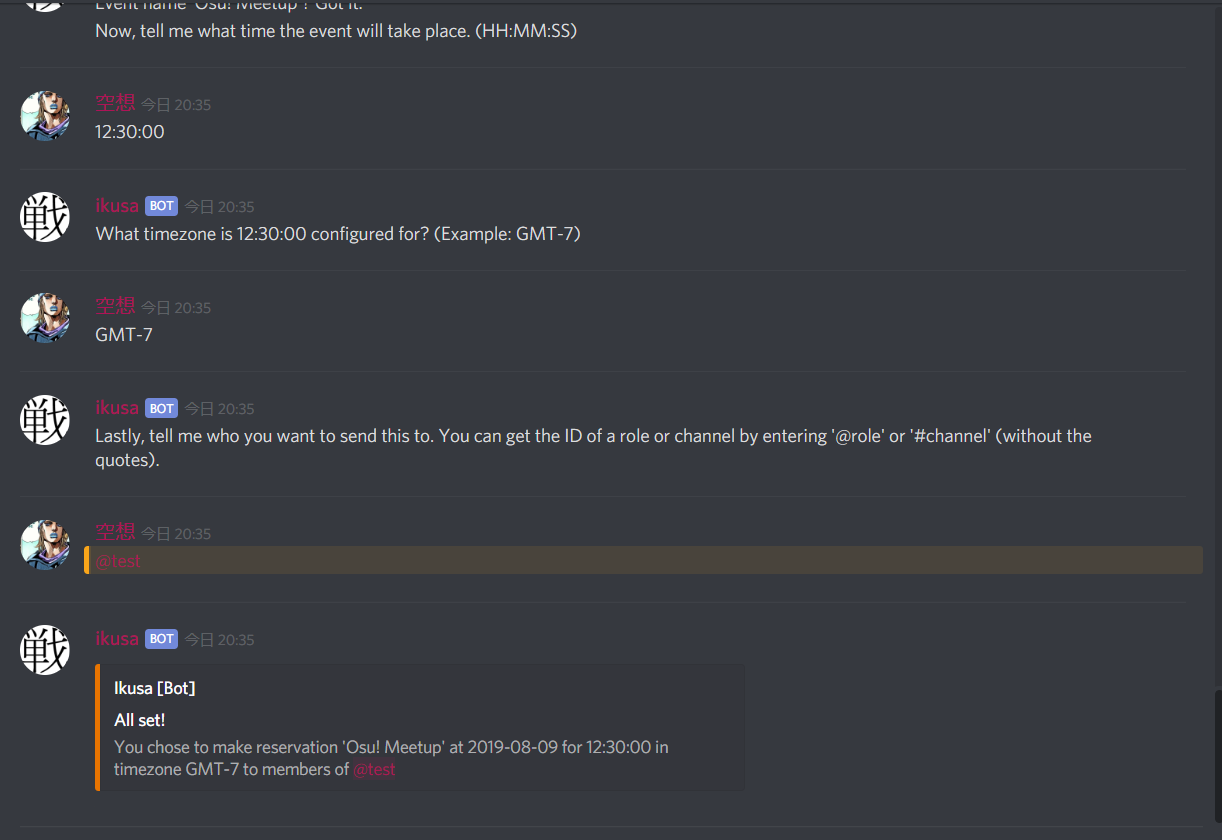 Event name 'Osu! Meetup'? Got it.
Now, tell me what time the event will take place. (HH:MM:SS)
空想 今日 20:35
12:30:00
戦
ikusa BOT 今日 20:35
What timezone is 12:30:00 configured for? (Example: GMT-7)
空想 今日 20:35
GMT-7
戦
ikusa BOT 今日 20:35
Lastly, tell me who you want to send this to. You can get the ID of a role or channel by entering '@role' or '#channel' (without the
quotes).
空想 今日 20:35
@test
戦
ikusa BOT 今日 20:35
Ikusa [Bot]
All set!
You chose to make reservation 'Osu! Meetup' at 2019-08-09 for 12:30:00 in
timezone GMT-7 to members of @test